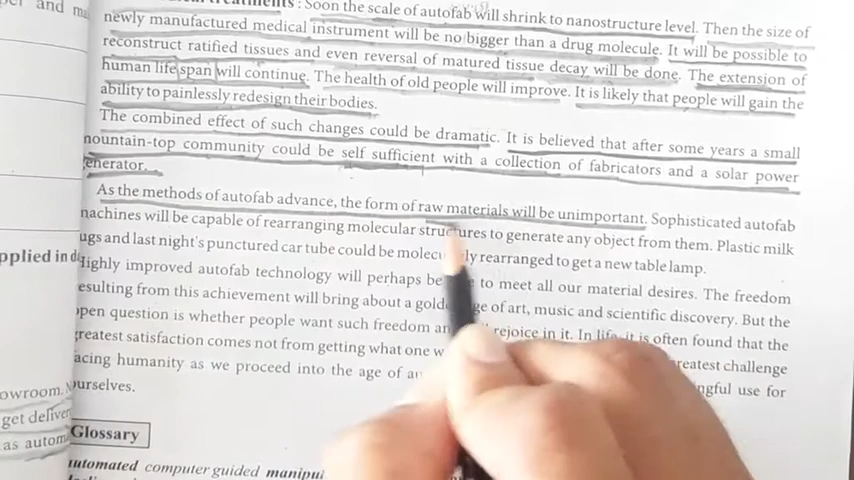 and ma
: Soon the scale of autofab will shrink to nanostructure level. Then the size of
newly manufactured medical instrument will be no bigger than a drug molecule. It will be possible to
reconstruct ratified tissues and even reversal of matured tissue decay will be done. The extension of
human life span will continue. The health of old people will improve. It is likely that people will gain the
ability to painlessly redesign their bodies.
The combined effect of such changes could be dramatic. It is believed that after some years a small
nountain-top community could be self sufficient with a collection of fabricators and a solar power
enerator.
As the methods of autofab advance, the form of raw materials will be unimportant. Sophisticated autofab
nachines will be capable of rearranging molecular structures to generate any object from them. Plastic milk
ugs and last night's punctured car tube could be molecu ly rearranged to get a new table lamp.
Highly improved autofab technology will perhaps be to meet all our material desires. The freedom
esulting from this achievement will bring about a gold ge of art, music and scientific discovery. But the
open question is whether people want such freedom an rejoice in it. In life it is often found that the
greatest satisfaction comes not from getting what one w reatest challenge
acing humanity as we proceed into the age of au ngful use for
ourselves.
pplied in da
owroom.
get deliver
as autom
Glossary
automated computer guided manipu